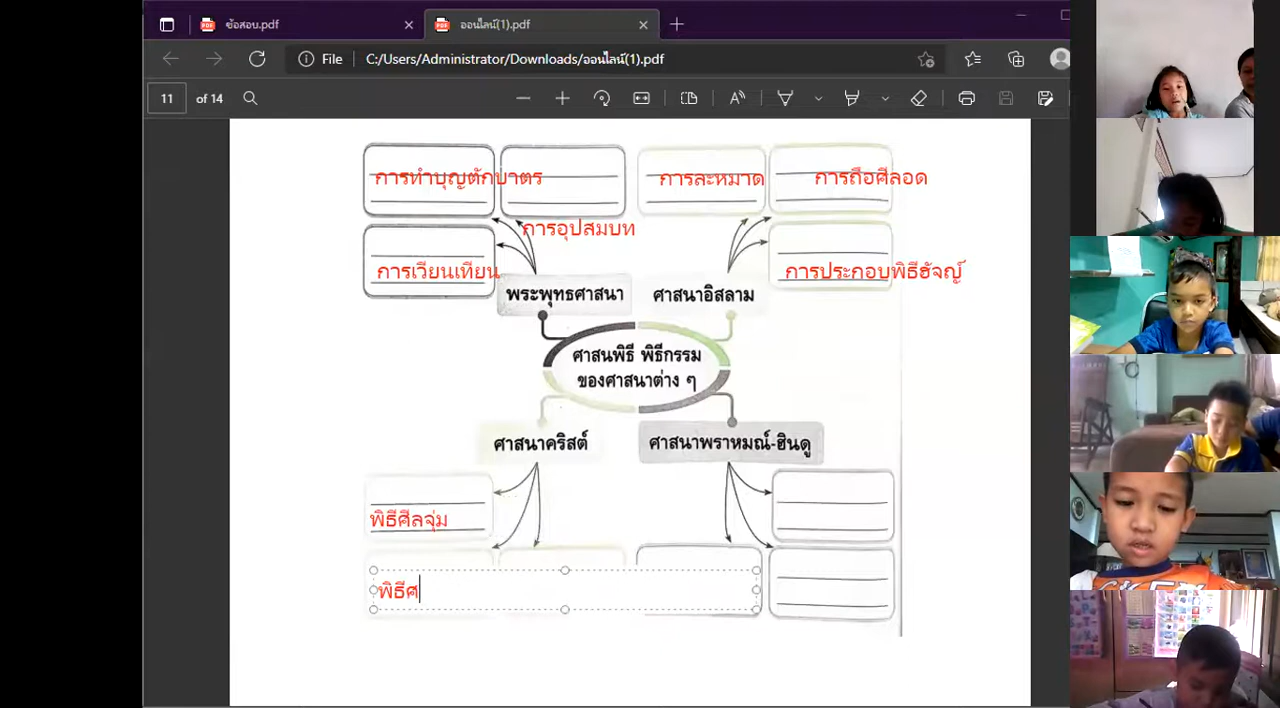 ข้อสอบ.pdf
ออนไลน์(1).pdf
File
C:/Users/Administrator/Downloads/ออนไลน์(1).pdf
11 of 14
การทำบุญตักบาตร
การละหมาด
การถือศีลอด
การอุปสมบท
การเวียนเทียน
การประกอบพิธีฮัจญ์
พระพุทธศาสนา
ศาสนาอิสลาม
ศาสนพิธี พิธีกรรม
ของศาสนาต่าง ๆ
ศาสนาคริสต์
ศาสนาพราหมณ์-ฮินดู
พิธีศีลจุ่ม
พิธีศ